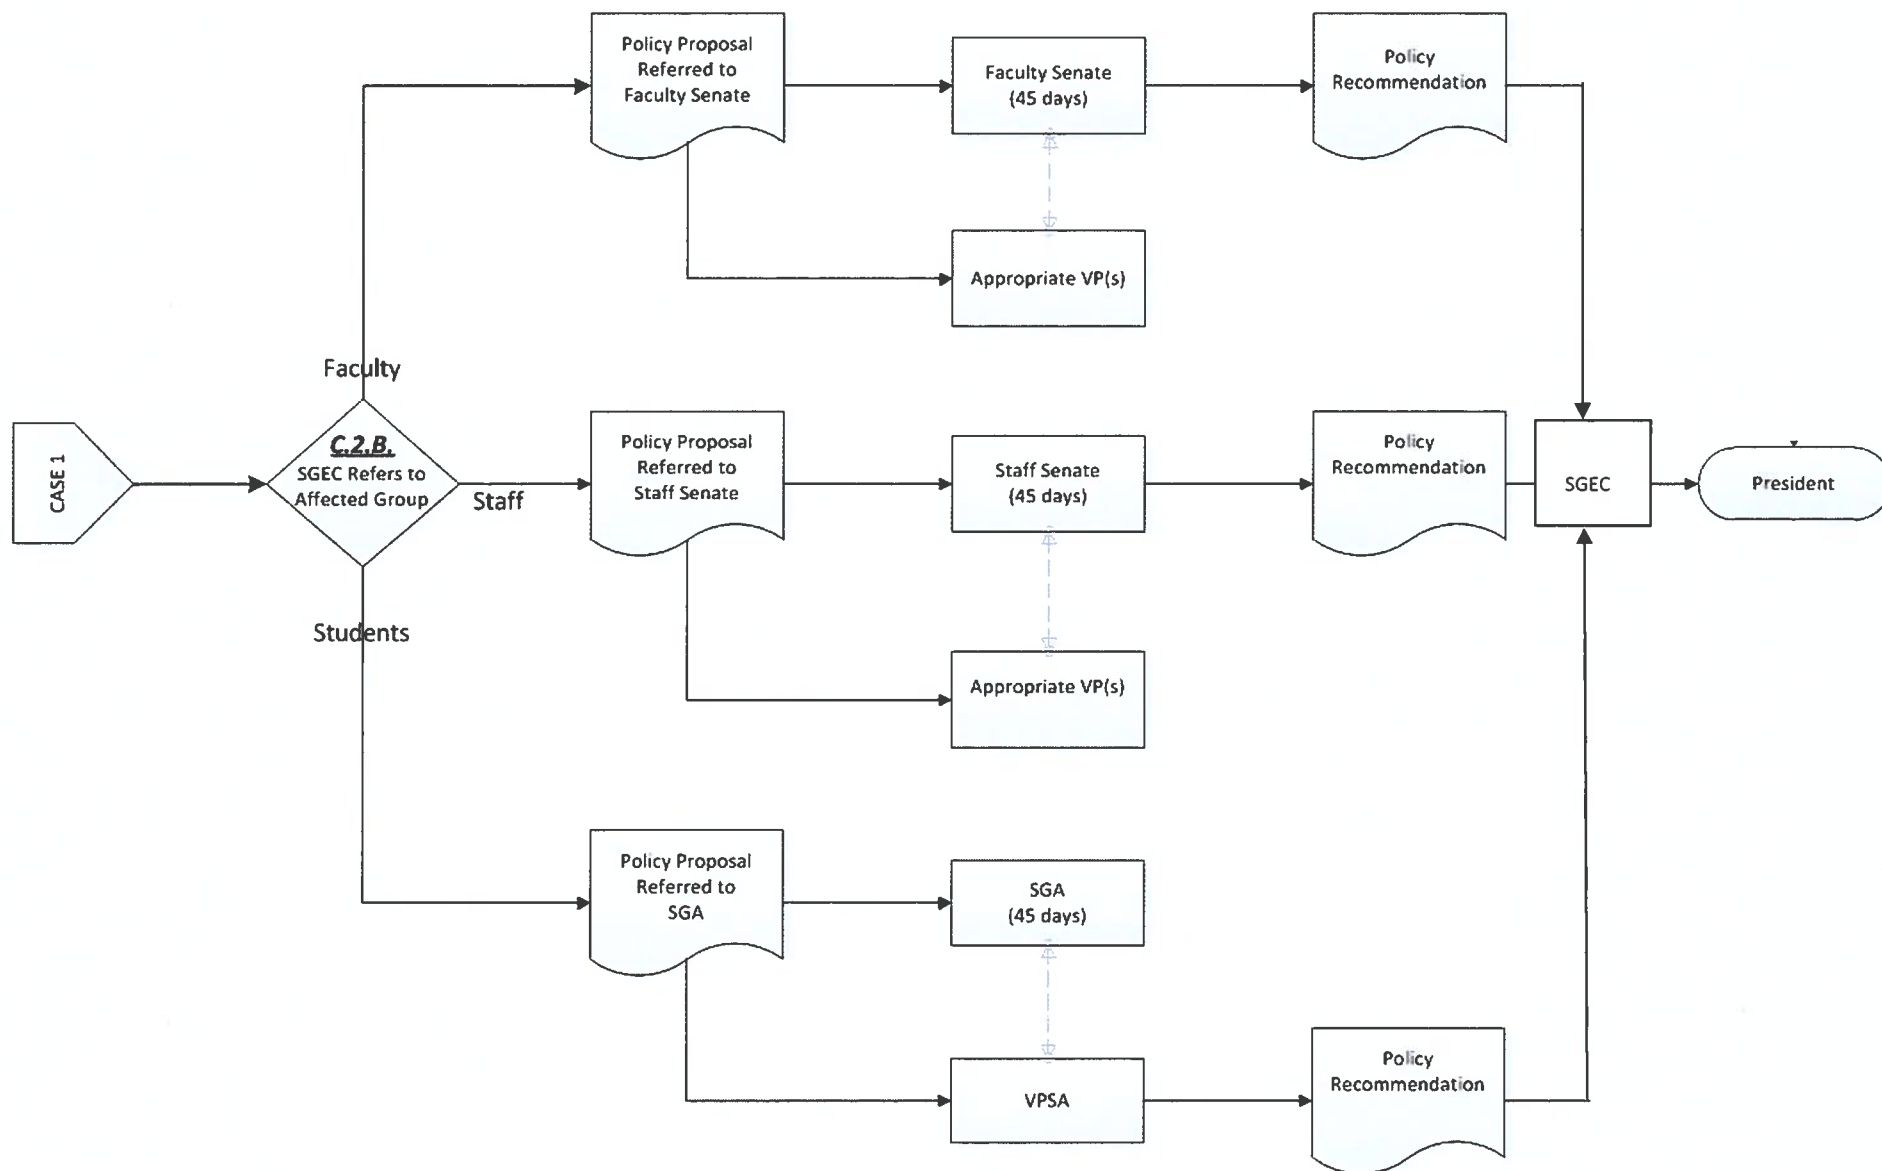 Policy Proposal
Referred to
Faculty Senate
Faculty Senate
(45 days)
Policy
Recommendation
Appropriate VP(s)
Faculty
CASE 1
C.2.B.
SGEC Refers to
Affected Group
Staff
Policy Proposal
Referred to
Staff Senate
Staff Senate
(45 days)
Policy
Recommendation
SGEC
President
Students
Appropriate VP(s)
Policy Proposal
Referred to
SGA
SGA
(45 days)
VPSA
Policy
Recommendation